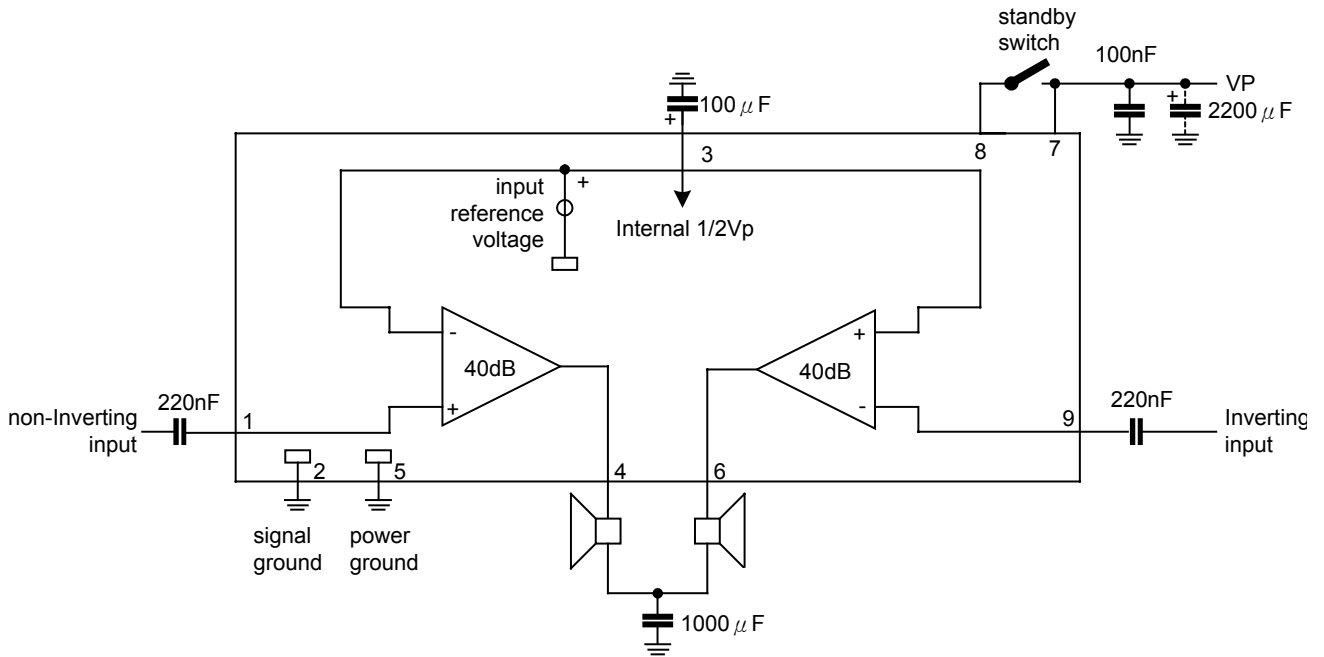 standby
switch
100nF
VP
100μF
+
+
2200μF
3
8
7
input
reference
voltage
+
Internal 1/2Vp
-
40dB
+
+
40dB
-
non-Inverting
input
220nF
1
9
220nF
Inverting
input
2
5
4
6
signal
ground
power
ground
1000μF